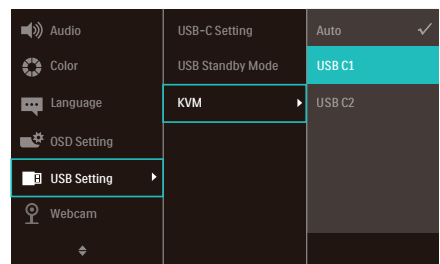 Audio
Color
Language
OSD Setting
USB Setting
Webcam
USB-C Setting
USB Standby Mode
KVM
Auto
USB C1
USB C2